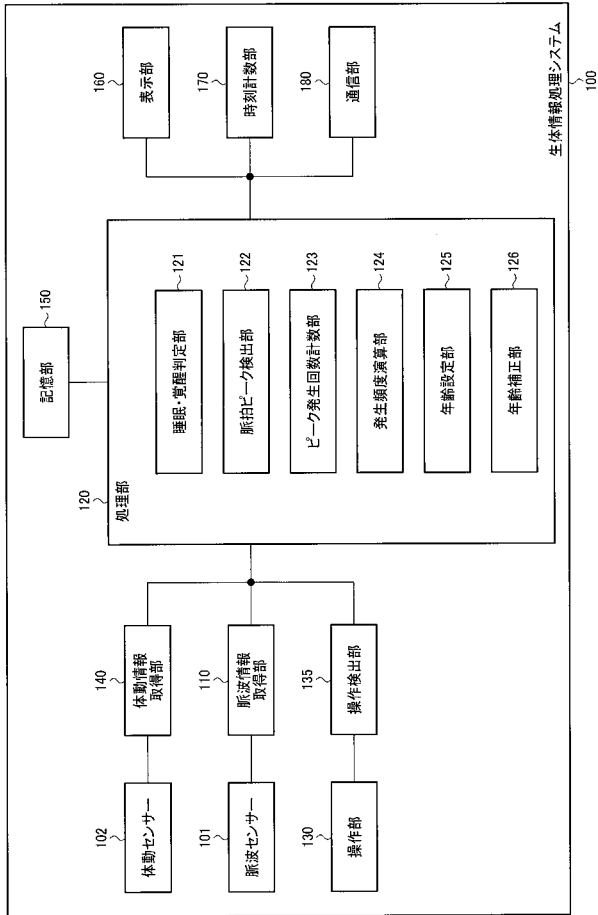 生体情報処理システム
100
体動センサー
102
体動情報
取得部
140
脈波センサー
101
脈波情報
取得部
110
操作部
130
操作検出部
135
処理部
120
睡眠・覚醒判定部
121
脈拍ピーク検出部
122
ピーク発生回数計数部
123
発生頻度演算部
124
年齢設定部
125
年齢補正部
126
記憶部
150
表示部
160
時刻計数部
170
通信部
180